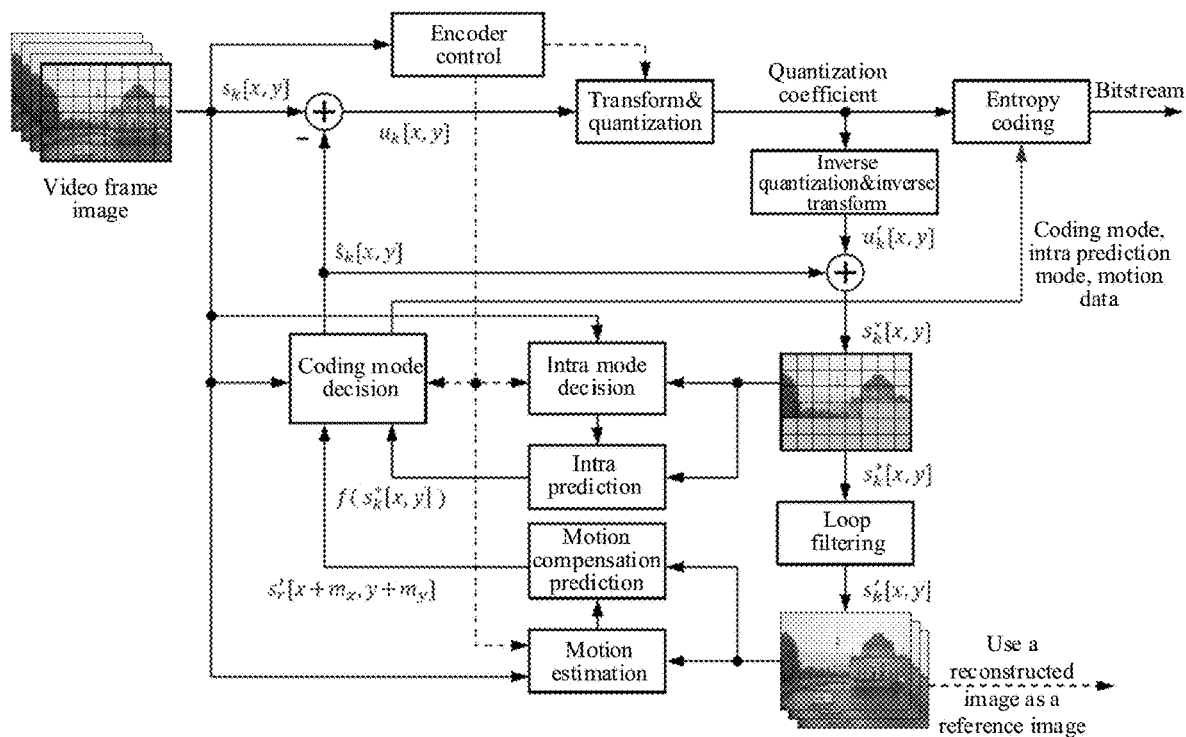 Encoder
control
s_k[x, y]
Quantization
coefficient
Bitstream
Transform&
quantization
Entropy
coding
−
u_k[x, y]
Video frame
image
Inverse
quantization&inverse
transform
u′_k[x, y]
ŝ_k[x, y]
Coding mode,
intra prediction
mode, motion
data
s*_k[x, y]
Coding mode
decision
Intra mode
decision
Intra
prediction
s*_k[x, y]
f( s*_k[x, y] )
Motion
compensation
prediction
Loop
filtering
s′_r[x + m_x, y + m_y]
s′_k[x, y]
Motion
estimation
Use a
reconstructed
image as a
reference image